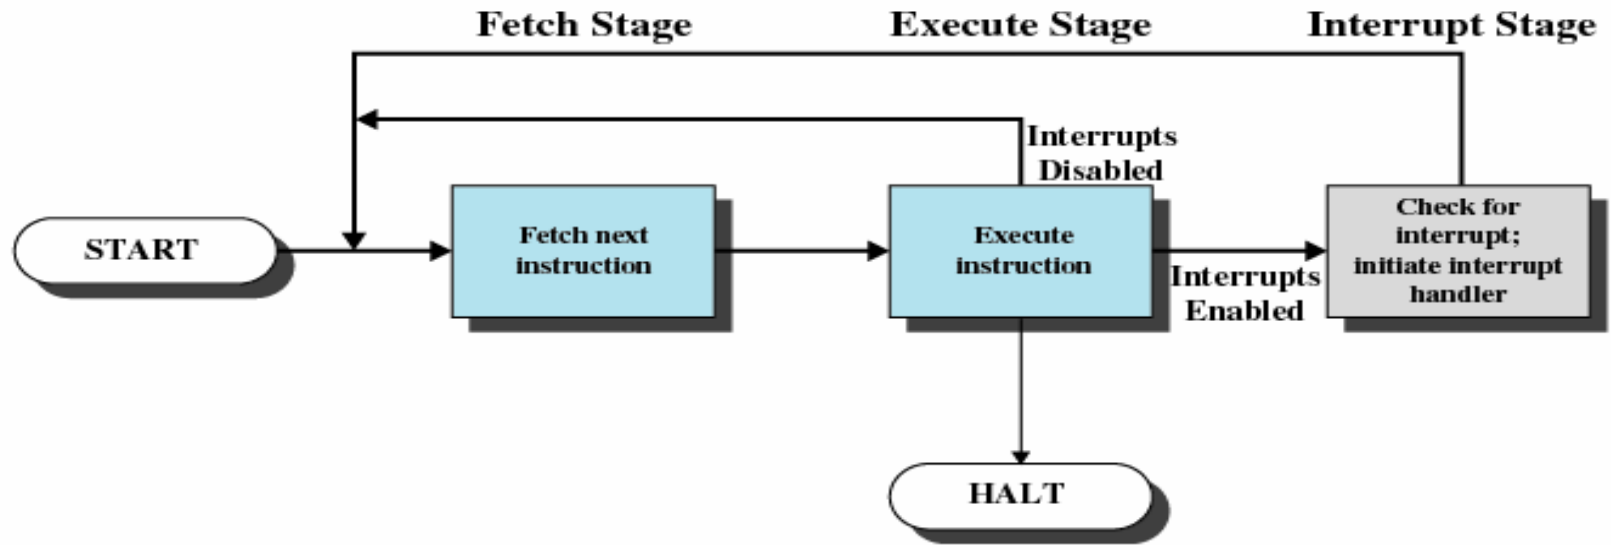 Fetch Stage
Execute Stage
Interrupt Stage
Interrupts
Disabled
START
Fetch next
instruction
Execute
instruction
Interrupts
Enabled
Check for
interrupt;
initiate interrupt
handler
HALT